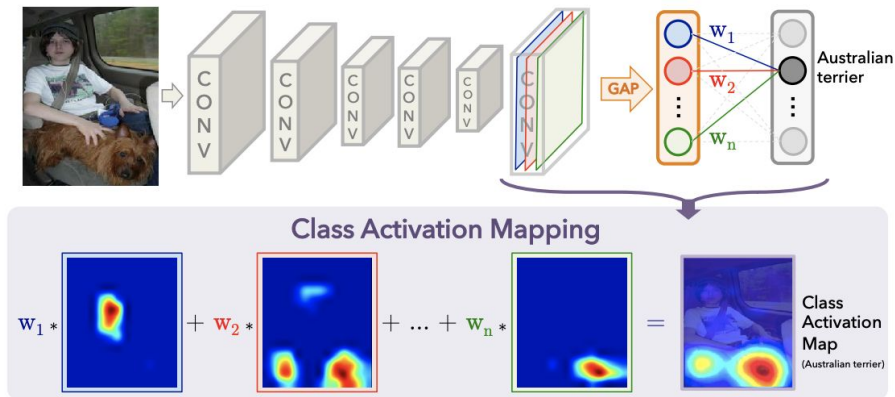 CONV
CONV
CONV
CONV
CONV
CONV
GAP
w₁
w₂
⋮
wₙ
⋮
Australian
terrier
Class Activation Mapping
w₁ * + w₂ * + ... + wₙ * =
Class
Activation
Map
(Australian terrier)